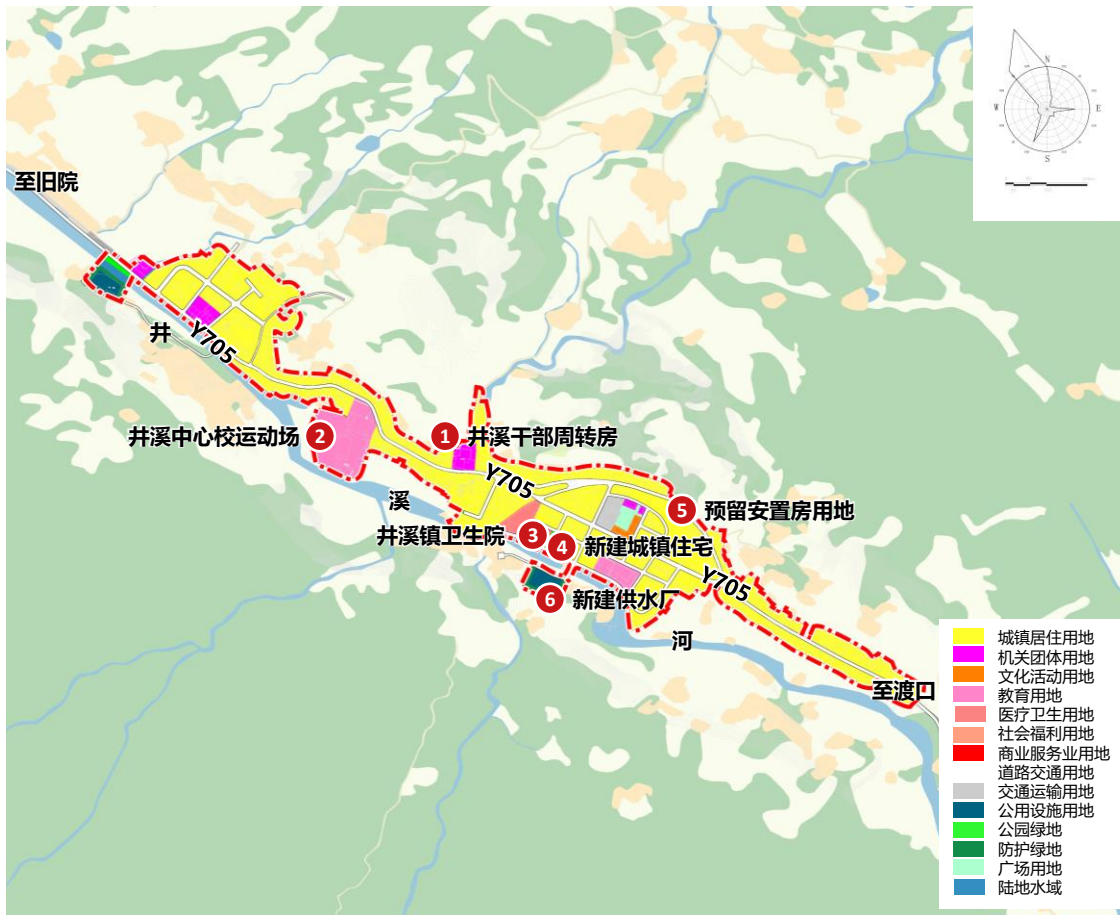 N
W
E
S
至旧院
井
Y705
井溪中心校运动场
2
1
井溪干部周转房
Y705
溪
5
预留安置房用地
井溪镇卫生院
3
4
新建城镇住宅
Y705
6
新建供水厂
河
至渡口
城镇居住用地
机关团体用地
文化活动用地
教育用地
医疗卫生用地
社会福利用地
商业服务业用地
道路交通用地
交通运输用地
公用设施用地
公园绿地
防护绿地
广场用地
陆地水域